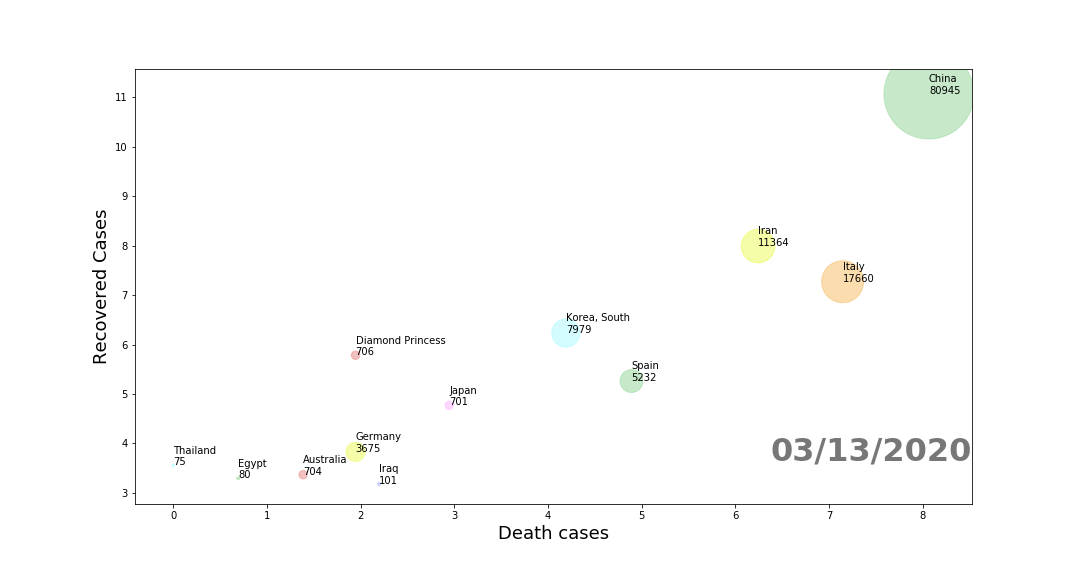 China
80945
11
10
9
Iran
11364
8
Italy
17660
7
Korea, South
7979
Diamond Princess
706
6
Spain
5232
Japan
701
5
Germany
3675
4
Thailand
75
Australia
704
Egypt
80
Iraq
101
03/13/2020
3
0 1 2 3 4 5 6 7 8
Recovered Cases
Death cases